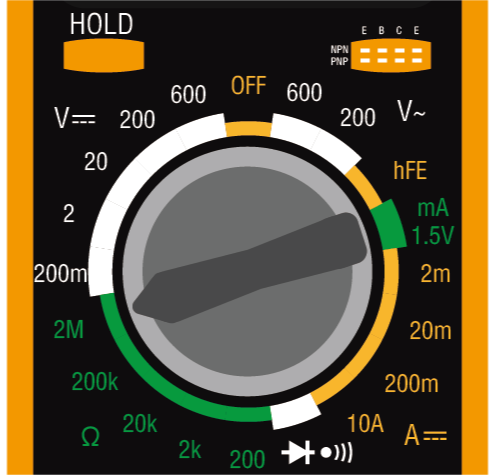 HOLD
E B C E
NPN
PNP
OFF
600
600
200
V
200
V~
20
hFE
2
mA
1.5V
200m
2m
2M
20m
200k
200m
20k
10A
A
Ω
2k
200